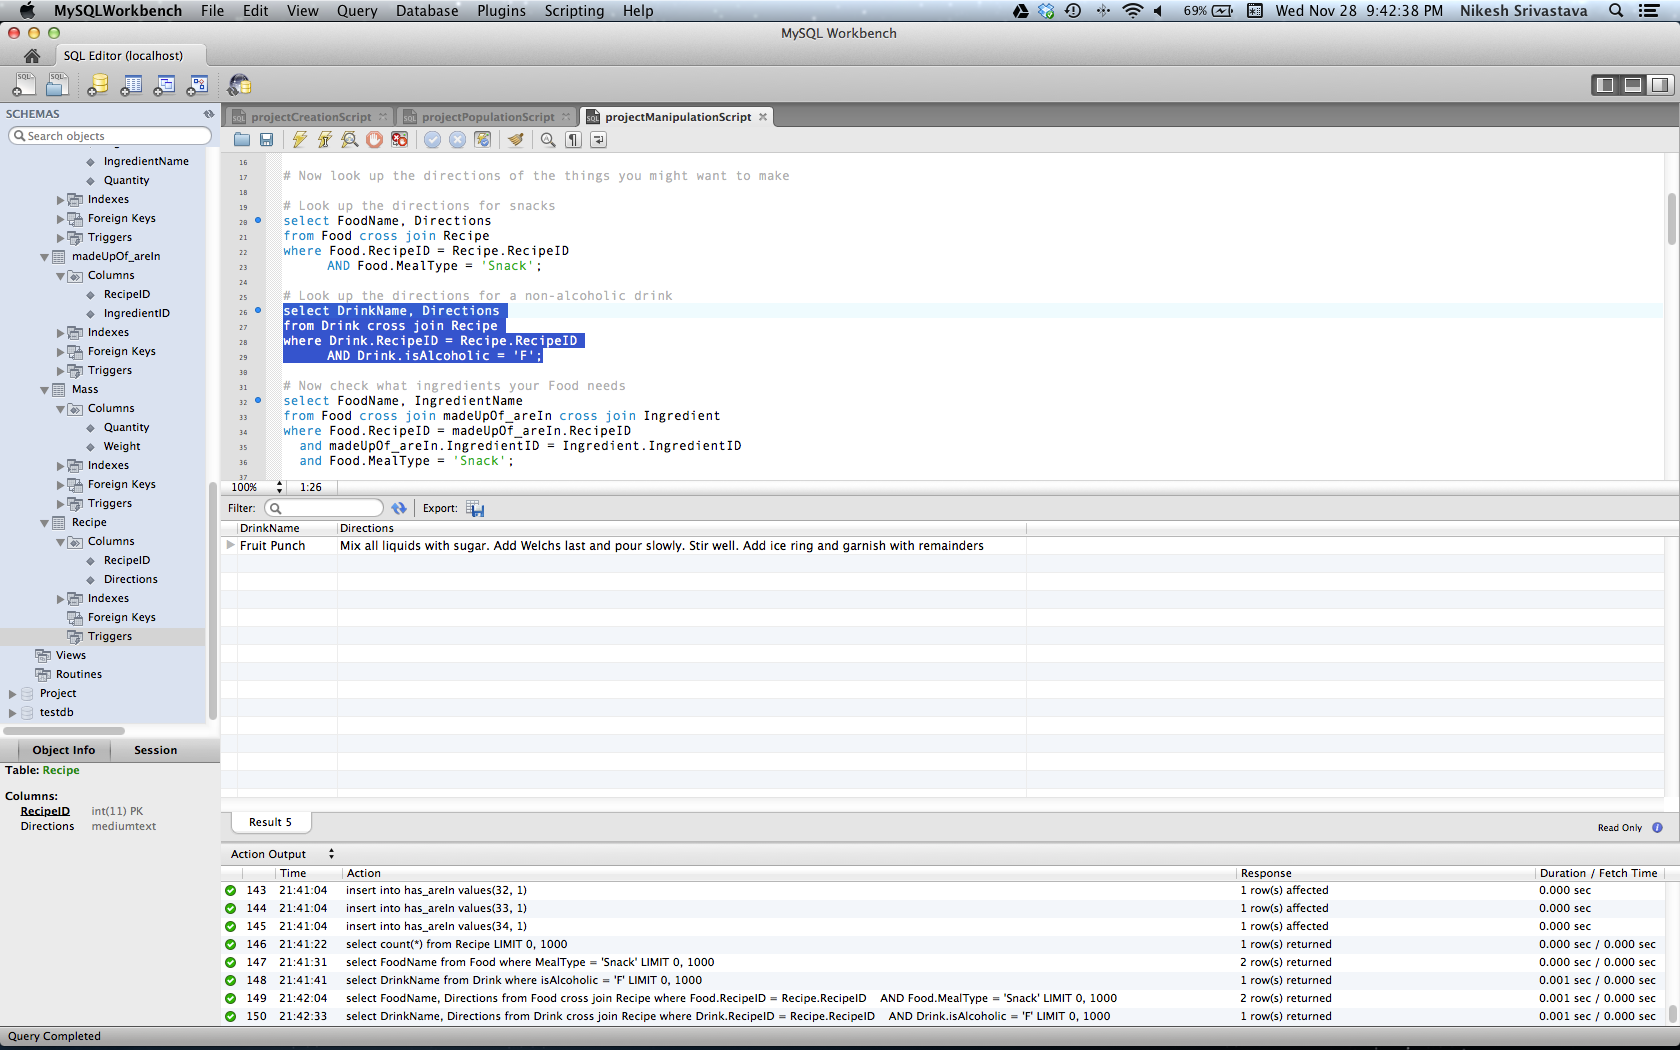 MySQLWorkbench File Edit View Query Database Plugins Scripting Help 69% Wed Nov 28 9:42:38 PM Nikesh Srivastava
MySQL Workbench
SQL Editor (localhost)
SCHEMAS
Search objects
IngredientName
Quantity
Indexes
Foreign Keys
Triggers
madeUpOf_areIn
Columns
RecipeID
IngredientID
Indexes
Foreign Keys
Triggers
Mass
Columns
Quantity
Weight
Indexes
Foreign Keys
Triggers
Recipe
Columns
RecipeID
Directions
Indexes
Foreign Keys
Triggers
Views
Routines
Project
testdb
Object Info Session
Table: Recipe
Columns:
RecipeID int(11) PK
Directions mediumtext
projectCreationScript projectPopulationScript projectManipulationScript
16
17 # Now look up the directions of the things you might want to make
18
19 # Look up the directions for snacks
20 select FoodName, Directions
21 from Food cross join Recipe
22 where Food.RecipeID = Recipe.RecipeID
23 AND Food.MealType = 'Snack';
24
25 # Look up the directions for a non-alcoholic drink
26 select DrinkName, Directions
27 from Drink cross join Recipe
28 where Drink.RecipeID = Recipe.RecipeID
29 AND Drink.isAlcoholic = 'F';
30
31 # Now check what ingredients your Food needs
32 select FoodName, IngredientName
33 from Food cross join madeUpOf_areIn cross join Ingredient
34 where Food.RecipeID = madeUpOf_areIn.RecipeID
35 and madeUpOf_areIn.IngredientID = Ingredient.IngredientID
36 and Food.MealType = 'Snack';
37
100% 1:26
Filter: Export:
DrinkName Directions
Fruit Punch Mix all liquids with sugar. Add Welchs last and pour slowly. Stir well. Add ice ring and garnish with remainders
Result 5
Read Only
Action Output
Time Action Response Duration / Fetch Time
143 21:41:04 insert into has_areIn values(32, 1) 1 row(s) affected 0.000 sec
144 21:41:04 insert into has_areIn values(33, 1) 1 row(s) affected 0.000 sec
145 21:41:04 insert into has_areIn values(34, 1) 1 row(s) affected 0.000 sec
146 21:41:22 select count(*) from Recipe LIMIT 0, 1000 1 row(s) returned 0.000 sec / 0.000 sec
147 21:41:31 select FoodName from Food where MealType = 'Snack' LIMIT 0, 1000 2 row(s) returned 0.000 sec / 0.000 sec
148 21:41:41 select DrinkName from Drink where isAlcoholic = 'F' LIMIT 0, 1000 1 row(s) returned 0.001 sec / 0.000 sec
149 21:42:04 select FoodName, Directions from Food cross join Recipe where Food.RecipeID = Recipe.RecipeID AND Food.MealType = 'Snack' LIMIT 0, 1000 2 row(s) returned 0.001 sec / 0.000 sec
150 21:42:33 select DrinkName, Directions from Drink cross join Recipe where Drink.RecipeID = Recipe.RecipeID AND Drink.isAlcoholic = 'F' LIMIT 0, 1000 1 row(s) returned 0.001 sec / 0.000 sec
Query Completed